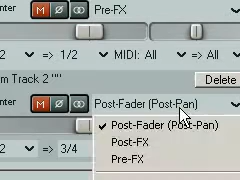 nter M Ø Pre-FX
2 => 1/2 MIDI: All => All
m Track 2 ""
Delete
nter M Ø Post-Fader (Post-Pan)
✓ Post-Fader (Post-Pan)
2 => 3/4 Post-FX
Pre-FX